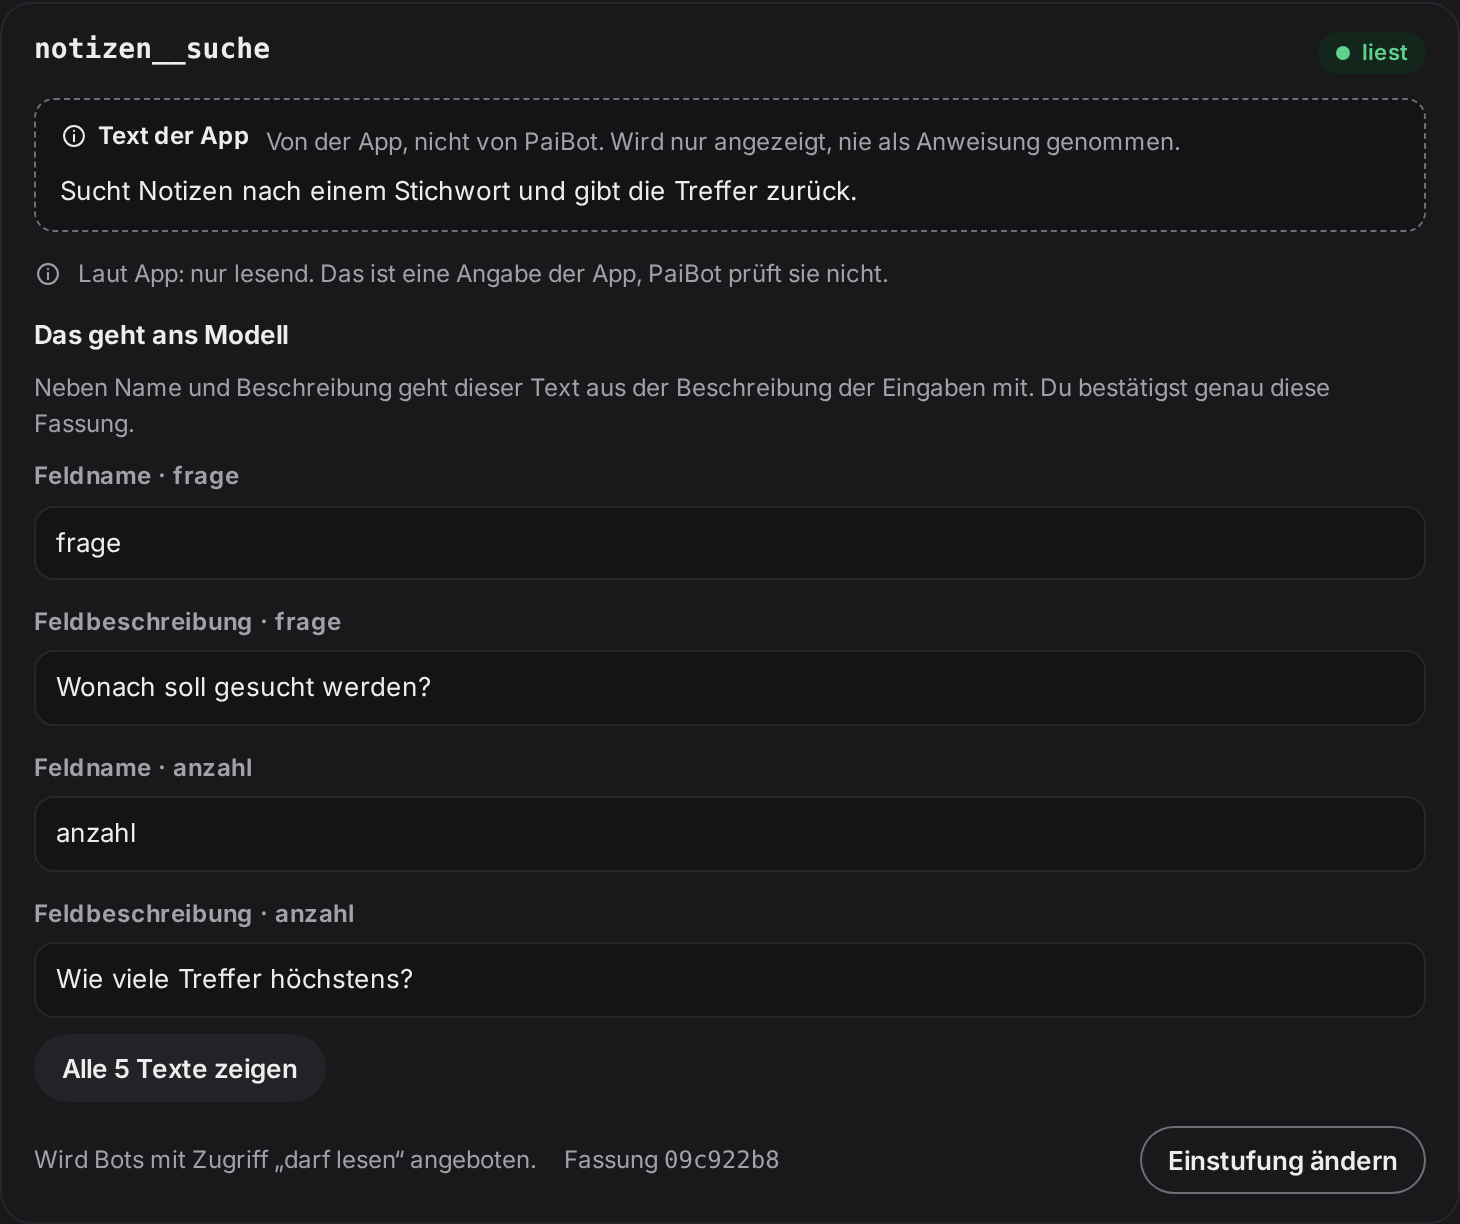 notizen__suche
liest
Text der App Von der App, nicht von PaiBot. Wird nur angezeigt, nie als Anweisung genommen.
Sucht Notizen nach einem Stichwort und gibt die Treffer zurück.
Laut App: nur lesend. Das ist eine Angabe der App, PaiBot prüft sie nicht.
Das geht ans Modell
Neben Name und Beschreibung geht dieser Text aus der Beschreibung der Eingaben mit. Du bestätigst genau diese
Fassung.
Feldname · frage
frage
Feldbeschreibung · frage
Wonach soll gesucht werden?
Feldname · anzahl
anzahl
Feldbeschreibung · anzahl
Wie viele Treffer höchstens?
Alle 5 Texte zeigen
Wird Bots mit Zugriff „darf lesen“ angeboten. Fassung 09c922b8
Einstufung ändern